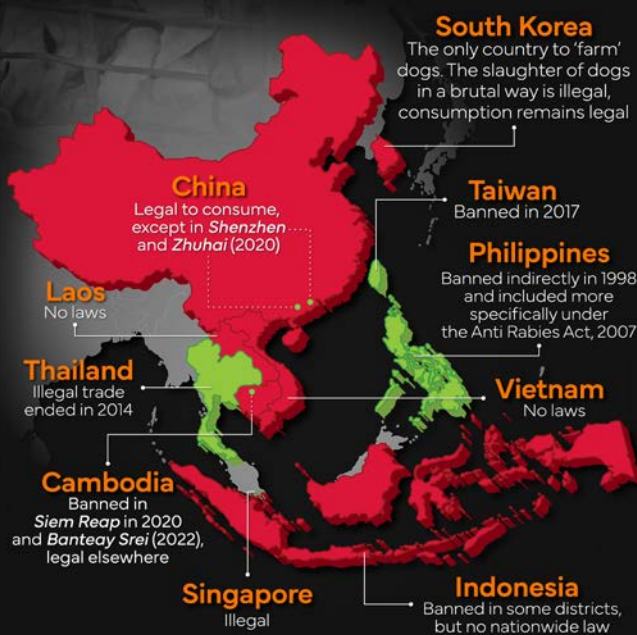 South Korea
The only country to 'farm'
dogs. The slaughter of dogs
in a brutal way is illegal,
consumption remains legal
China
Legal to consume,
except in Shenzhen
and Zhuhai (2020)
Taiwan
Banned in 2017
Philippines
Banned indirectly in 1998
and included more
specifically under
the Anti Rabies Act, 2007
Laos
No laws
Thailand
Illegal trade
ended in 2014
Vietnam
No laws
Cambodia
Banned in
Siem Reap in 2020
and Banteay Srei (2022),
legal elsewhere
Singapore
Illegal
Indonesia
Banned in some districts,
but no nationwide law